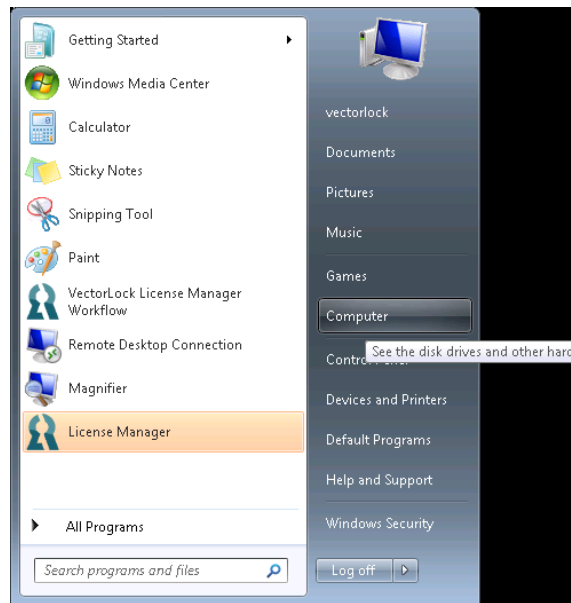 Getting Started
Windows Media Center
Calculator
Sticky Notes
Snipping Tool
Paint
VectorLock License Manager
Workflow
Remote Desktop Connection
Magnifier
License Manager
All Programs
Search programs and files
vectorlock
Documents
Pictures
Music
Games
Computer
See the disk drives and other hard
Devices and Printers
Default Programs
Help and Support
Windows Security
Log off